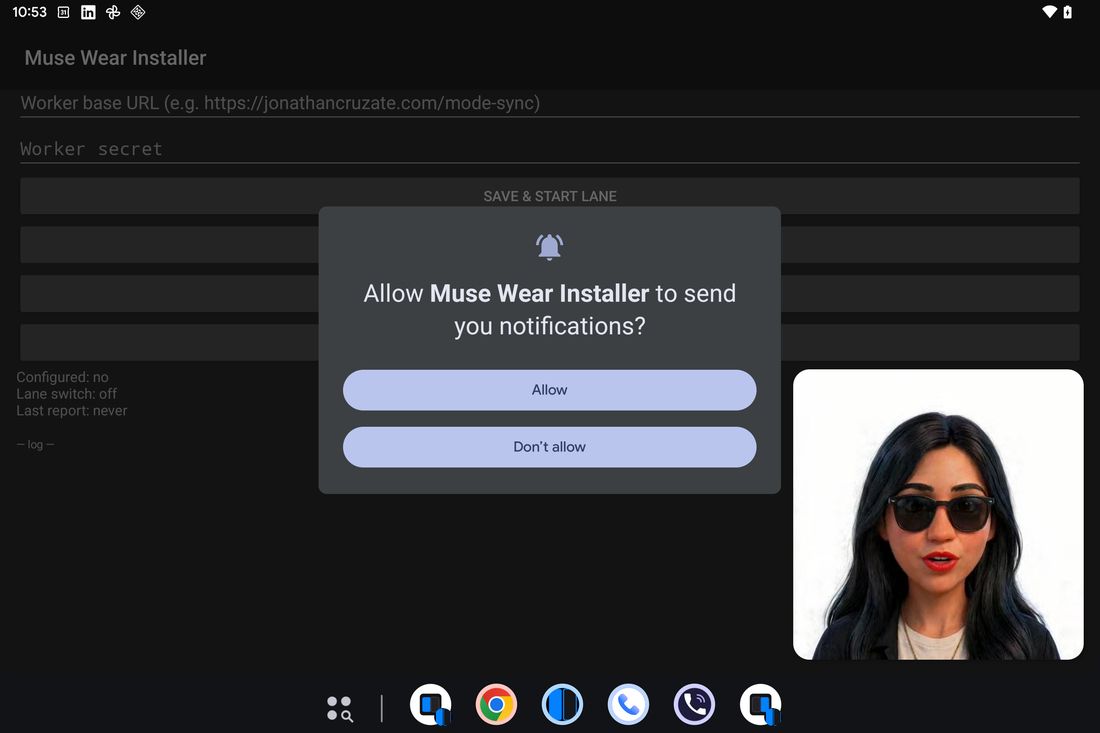 10:53
31
in
Muse Wear Installer
Worker base URL (e.g. https://jonathancruzate.com/mode-sync)
Worker secret
SAVE & START LANE
Allow Muse Wear Installer to send
you notifications?
Allow
Don't allow
Configured: no
Lane switch: off
Last report: never
— log —